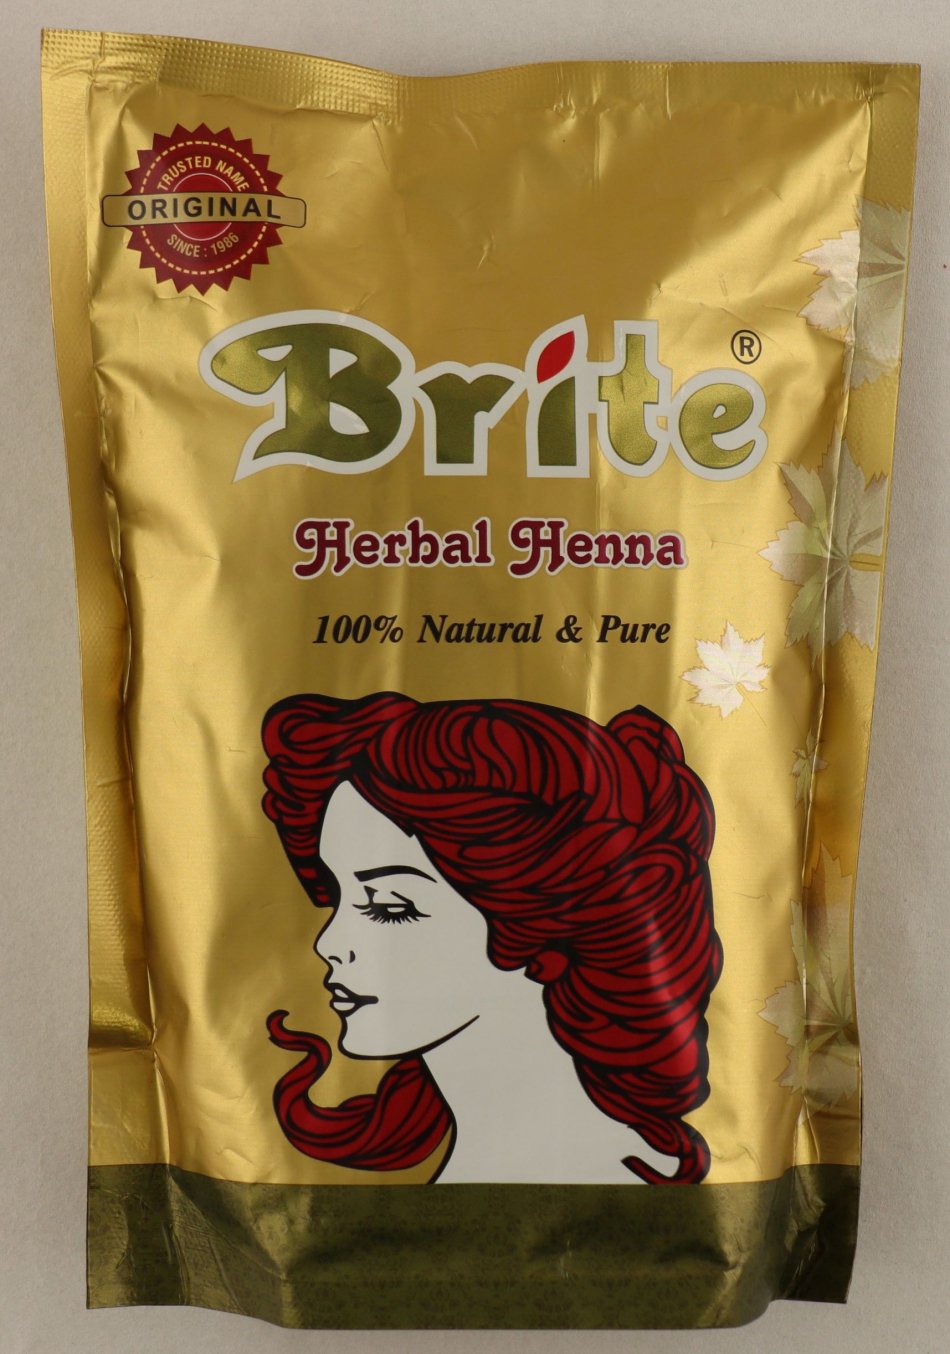 TRUSTED NAME
ORIGINAL
SINCE : 1986
Brite®
Herbal Henna
100% Natural & Pure